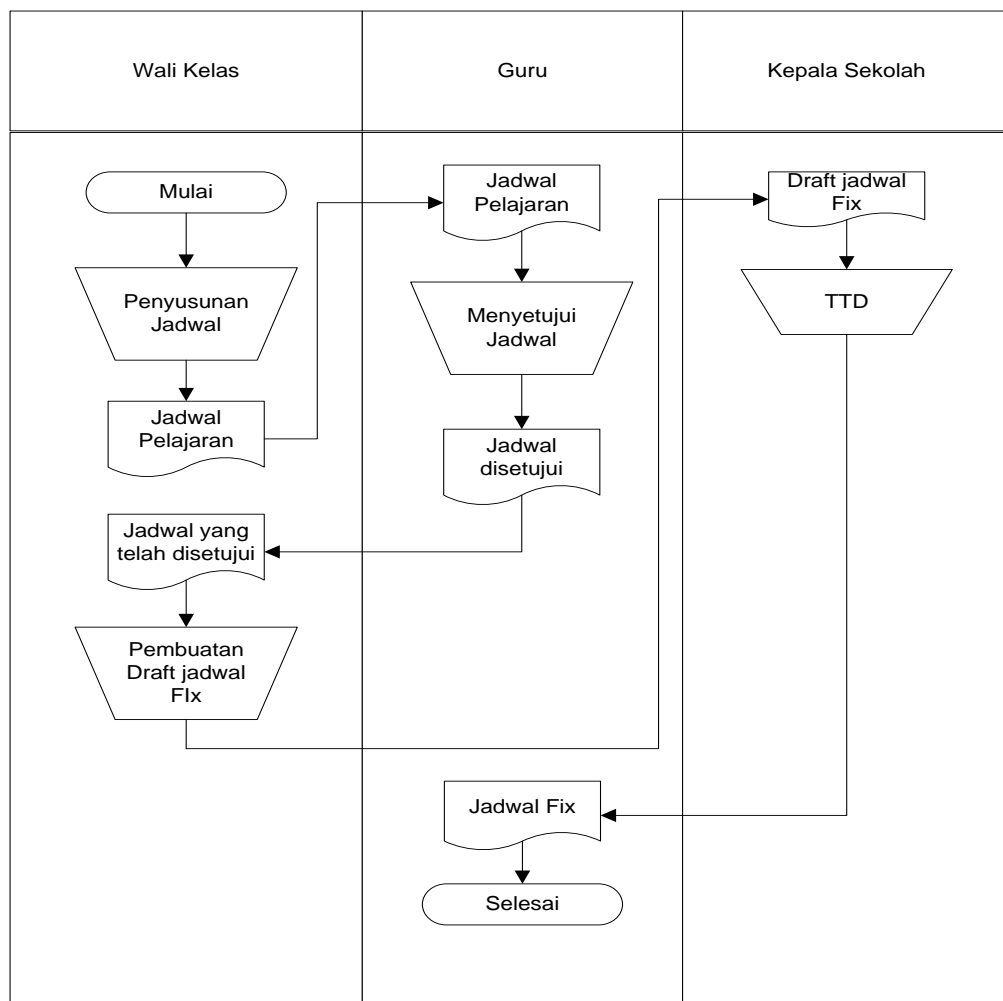 Wali Kelas
Guru
Kepala Sekolah
Mulai
Penyusunan
Jadwal
Jadwal
Pelajaran
Jadwal yang
telah disetujui
Pembuatan
Draft jadwal
FIx
Jadwal
Pelajaran
Menyetujui
Jadwal
Jadwal
disetujui
Jadwal Fix
Selesai
Draft jadwal
Fix
TTD